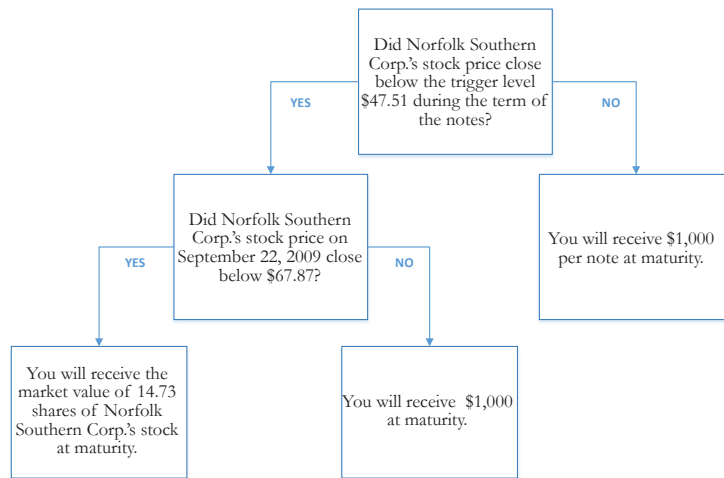 Did Norfolk Southern
Corp.'s stock price close
below the trigger level
$47.51 during the term of
the notes?
YES
NO
Did Norfolk Southern
Corp.'s stock price on
September 22, 2009 close
below $67.87?
You will receive $1,000
per note at maturity.
YES
NO
You will receive the
market value of 14.73
shares of Norfolk
Southern Corp.'s stock
at maturity.
You will receive $1,000
at maturity.